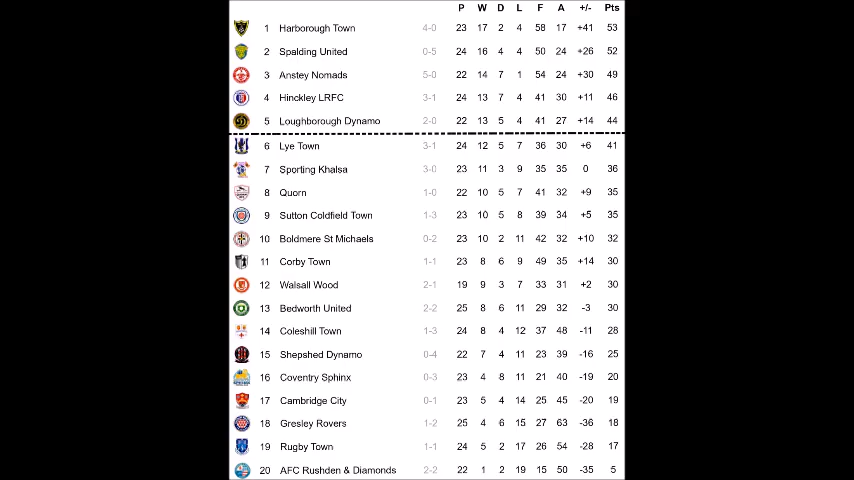 P W D L F A +/- Pts
1 Harborough Town 4-0 23 17 2 4 58 17 +41 53
2 Spalding United 0-5 24 16 4 4 50 24 +26 52
3 Anstey Nomads 5-0 22 14 7 1 54 24 +30 49
4 Hinckley LRFC 3-1 24 13 7 4 41 30 +11 46
5 Loughborough Dynamo 2-0 22 13 5 4 41 27 +14 44
6 Lye Town 3-1 24 12 5 7 36 30 +6 41
7 Sporting Khalsa 3-0 23 11 3 9 35 35 0 36
8 Quorn 1-0 22 10 5 7 41 32 +9 35
9 Sutton Coldfield Town 1-3 23 10 5 8 39 34 +5 35
10 Boldmere St Michaels 0-2 23 10 2 11 42 32 +10 32
11 Corby Town 1-1 23 8 6 9 49 35 +14 30
12 Walsall Wood 2-1 19 9 3 7 33 31 +2 30
13 Bedworth United 2-2 25 8 6 11 29 32 -3 30
14 Coleshill Town 1-3 24 8 4 12 37 48 -11 28
15 Shepshed Dynamo 0-4 22 7 4 11 23 39 -16 25
16 Coventry Sphinx 0-3 23 4 8 11 21 40 -19 20
17 Cambridge City 0-1 23 5 4 14 25 45 -20 19
18 Gresley Rovers 1-2 25 4 6 15 27 63 -36 18
19 Rugby Town 1-1 24 5 2 17 26 54 -28 17
20 AFC Rushden & Diamonds 2-2 22 1 2 19 15 50 -35 5